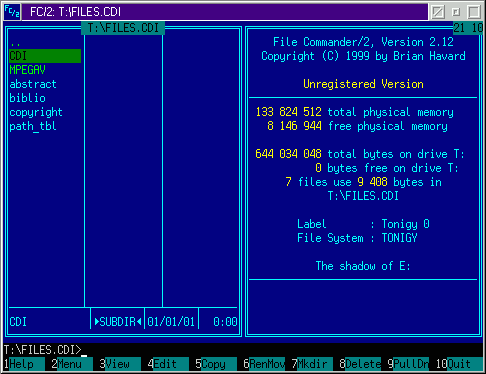 FC/2 FC/2: T:\FILES.CDI
T:\FILES.CDI
21 10
..
CDI
MPEGAV
abstract
biblio
copyright
path_tbl
CDI ►SUBDIR◄ 01/01/01 0:00
File Commander/2, Version 2.12
Copyright (C) 1999 by Brian Havard
Unregistered Version
133 824 512 total physical memory
8 146 944 free physical memory
644 034 048 total bytes on drive T:
0 bytes free on drive T:
7 files use 9 408 bytes in
T:\FILES.CDI
Label : Tonigy 0
File System : TONIGY
The shadow of E:
T:\FILES.CDI>
1Help 2Menu 3View 4Edit 5Copy 6RenMov 7Mkdir 8Delete 9PullDn 10Quit